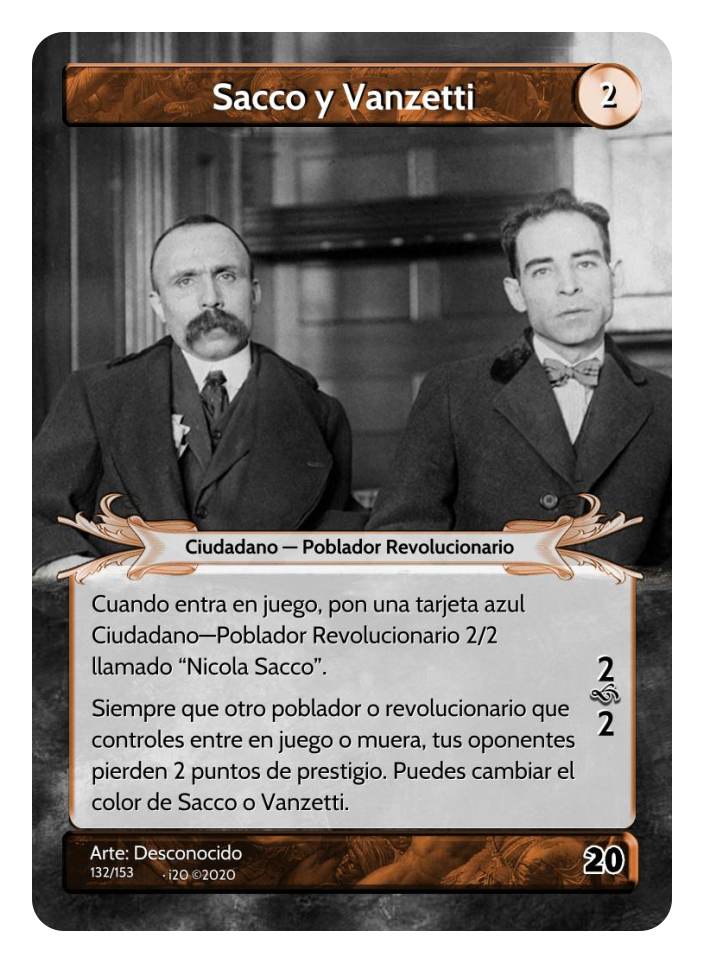 Sacco y Vanzetti
2
Ciudadano — Poblador Revolucionario
Cuando entra en juego, pon una tarjeta azul
Ciudadano—Poblador Revolucionario 2/2
llamado “Nicola Sacco”.
Siempre que otro poblador o revolucionario que
controles entre en juego o muera, tus oponentes
pierden 2 puntos de prestigio. Puedes cambiar el
color de Sacco o Vanzetti.
2
2
Arte: Desconocido
132/153 · i20 ©2020
20